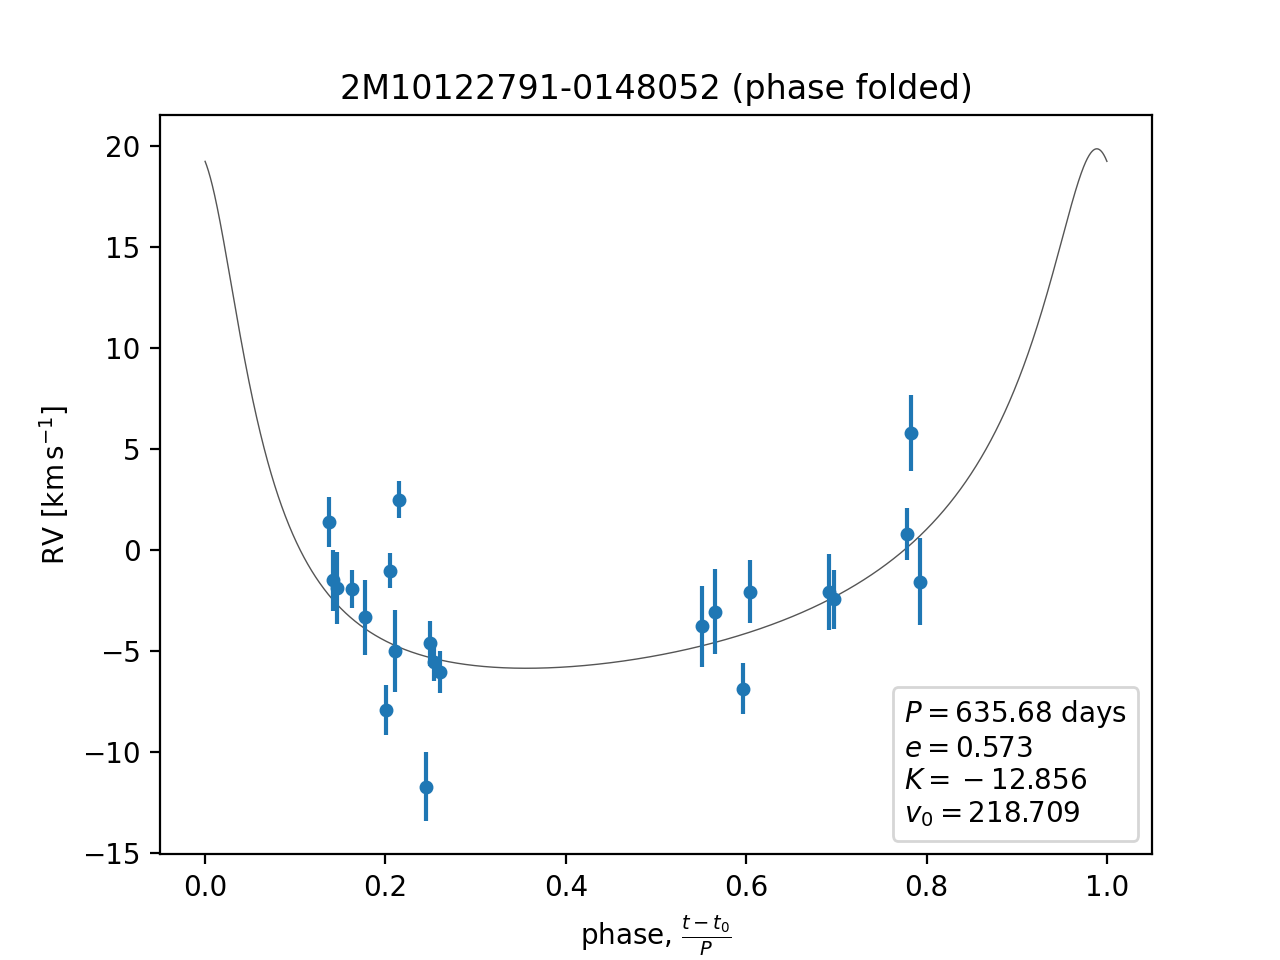 2M10122791-0148052 (phase folded)
20
15
10
5
0
−5
−10
−15
RV [km s⁻¹]
P = 635.68 days
e = 0.573
K = −12.856
v₀ = 218.709
0.0 0.2 0.4 0.6 0.8 1.0
phase, (t − t₀)/P